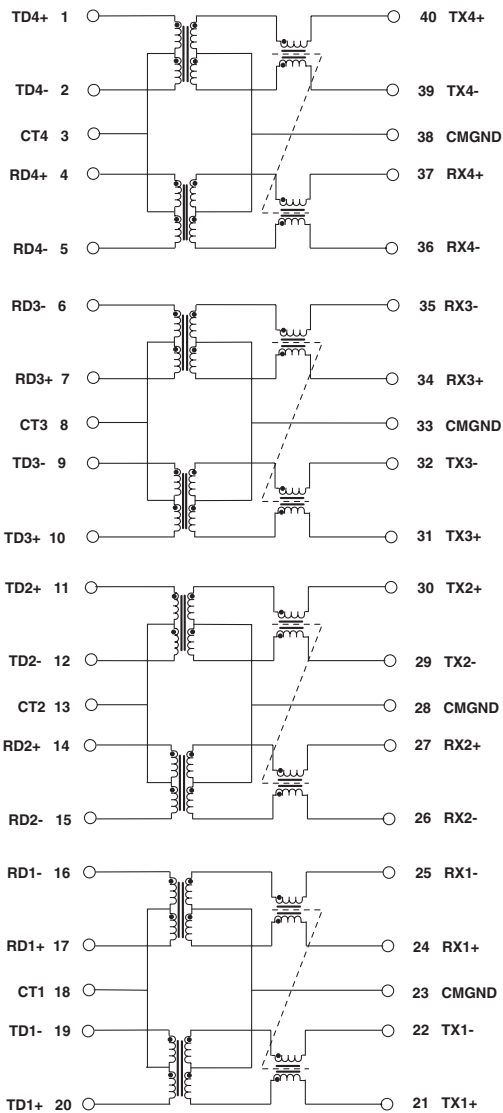 TD4+ 1 40 TX4+
TD4- 2 39 TX4-
CT4 3 38 CMGND
RD4+ 4 37 RX4+
RD4- 5 36 RX4-
RD3- 6 35 RX3-
RD3+ 7 34 RX3+
CT3 8 33 CMGND
TD3- 9 32 TX3-
TD3+ 10 31 TX3+
TD2+ 11 30 TX2+
TD2- 12 29 TX2-
CT2 13 28 CMGND
RD2+ 14 27 RX2+
RD2- 15 26 RX2-
RD1- 16 25 RX1-
RD1+ 17 24 RX1+
CT1 18 23 CMGND
TD1- 19 22 TX1-
TD1+ 20 21 TX1+